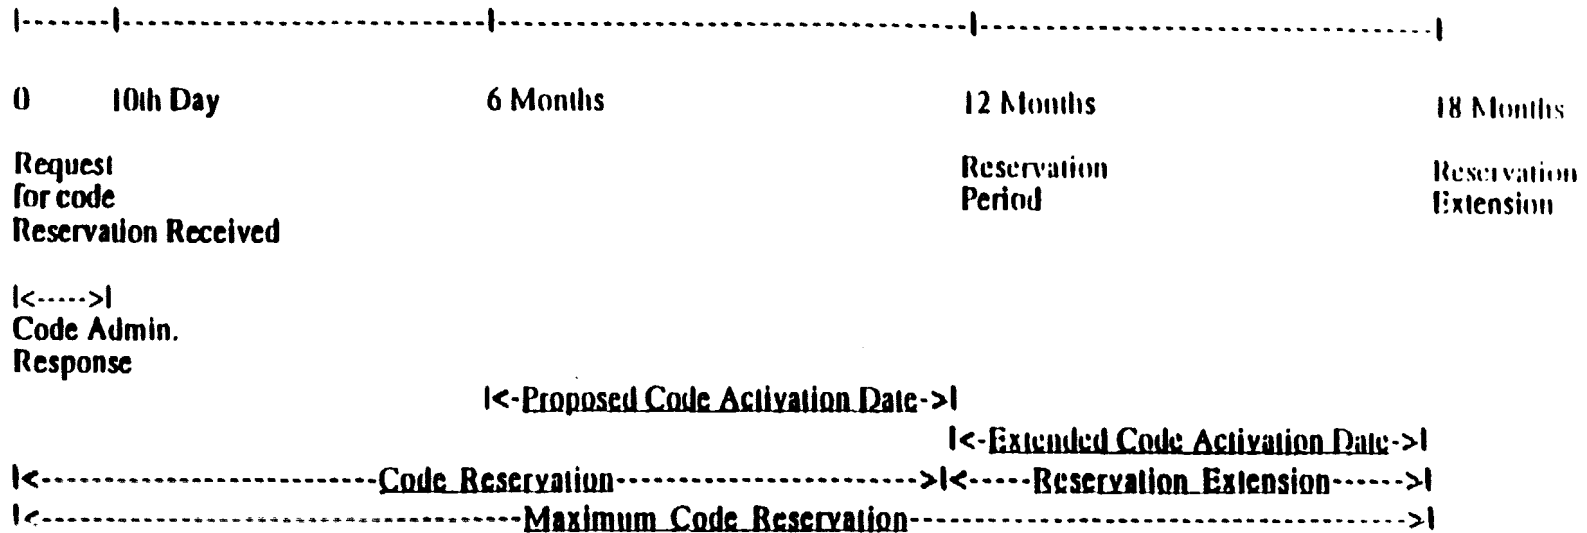 |-------|----------------------------|------------------------------------|-----------------------------------|
0 10th Day 6 Months 12 Months 18 Months
Request
for code
Reservation Received
Reservation
Period
Reservation
Extension
|<----->|
Code Admin.
Response
|<-Proposed Code Activation Date->|
|<-Extended Code Activation Date->|
|<--------------------------Code Reservation------------------------>|<-----Reservation Extension------>|
|<-------------------------------------Maximum Code Reservation--------------------------------------->|